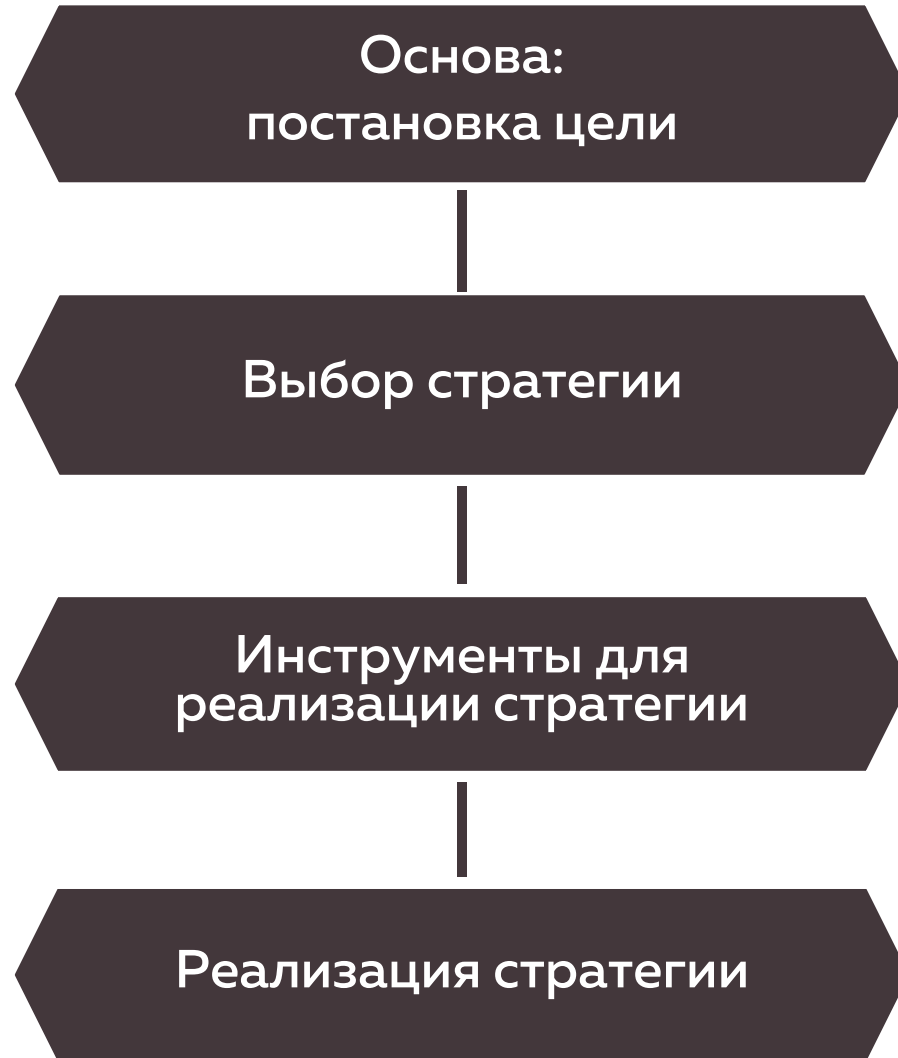 Основа:
постановка цели
Выбор стратегии
Инструменты для
реализации стратегии
Реализация стратегии